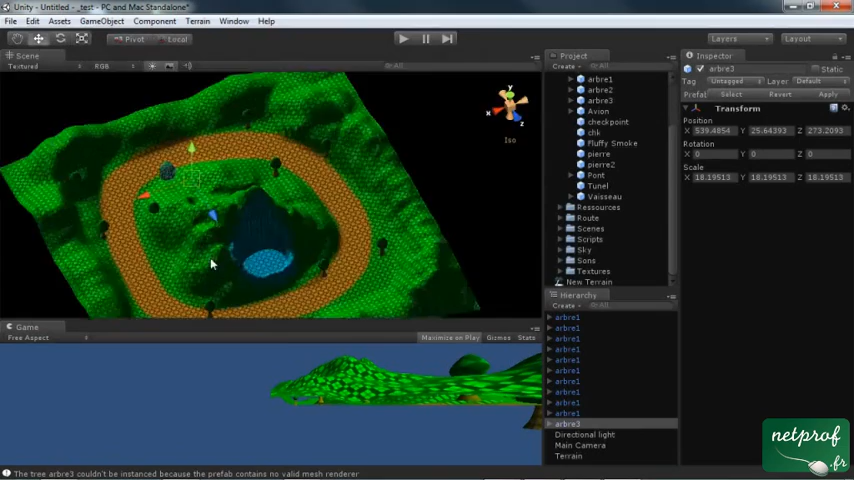 Unity - Untitled - _test - PC and Mac Standalone*
File Edit Assets GameObject Component Terrain Window Help
Pivot Local Layers Layout
Scene
Textured RGB All
y
x
z
Iso
Game
Free Aspect Maximize on Play Gizmos Stats
Project
Create All
arbre1
arbre2
arbre3
Avion
checkpoint
chk
Fluffy Smoke
pierre
pierre2
Pont
Tunel
Vaisseau
Ressources
Route
Scenes
Scripts
Sky
Sons
Textures
New Terrain
Hierarchy
Create All
arbre1
arbre1
arbre1
arbre1
arbre1
arbre1
arbre1
arbre1
arbre1
arbre1
arbre3
Directional light
Main Camera
Terrain
Inspector
arbre3 Static
Tag Untagged Layer Default
Prefab Select Revert Apply
Transform
Position
X 539.4854 Y 25.64393 Z 273.2093
Rotation
X 0 Y 0 Z 0
Scale
X 18.19513 Y 18.19513 Z 18.19513
The tree arbre3 couldn't be instanced because the prefab contains no valid mesh renderer
netprof
.fr